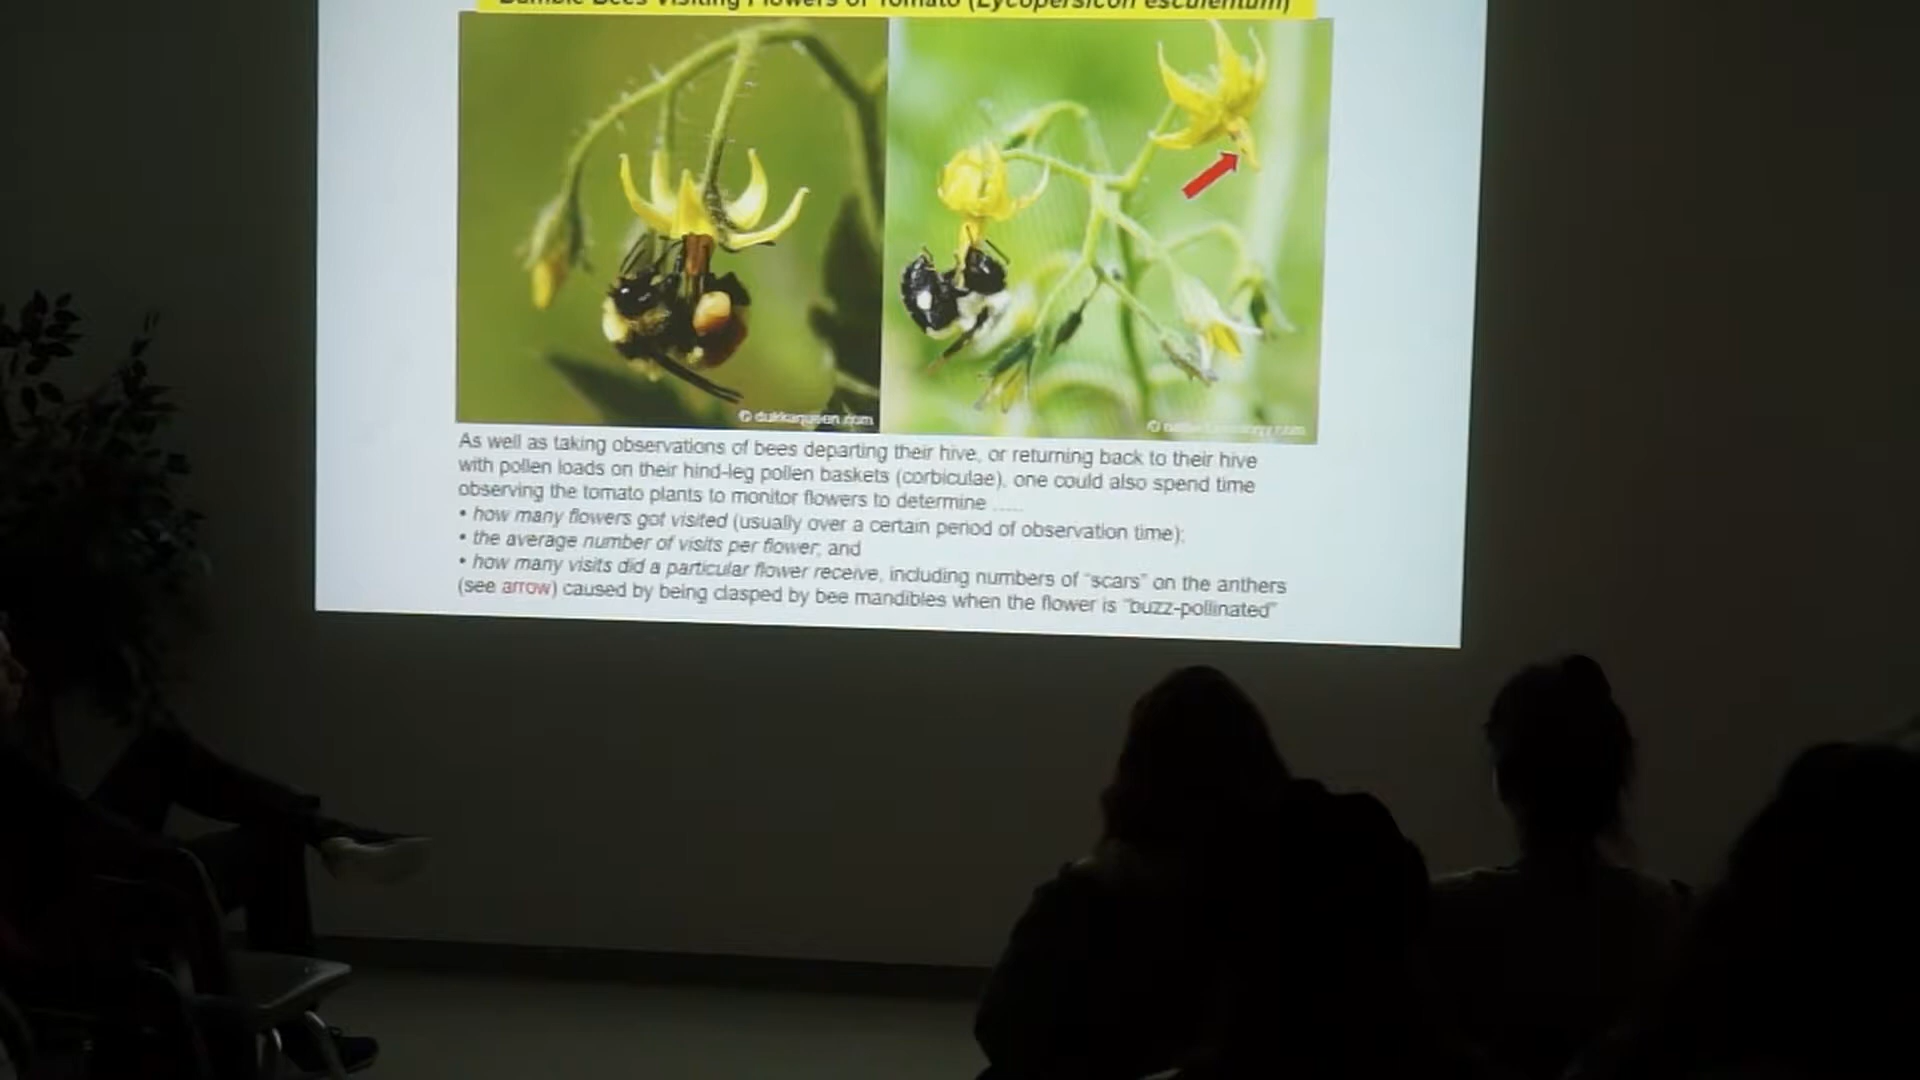 Bumble Bees Visiting Flowers of Tomato (Lycopersicon esculentum)
As well as taking observations of bees departing their hive, or returning back to their hive
with pollen loads on their hind-leg pollen baskets (corbiculae), one could also spend time
observing the tomato plants to monitor flowers to determine .....
• how many flowers got visited (usually over a certain period of observation time);
• the average number of visits per flower; and
• how many visits did a particular flower receive, including numbers of "scars" on the anthers
(see arrow) caused by being clasped by bee mandibles when the flower is "buzz-pollinated"